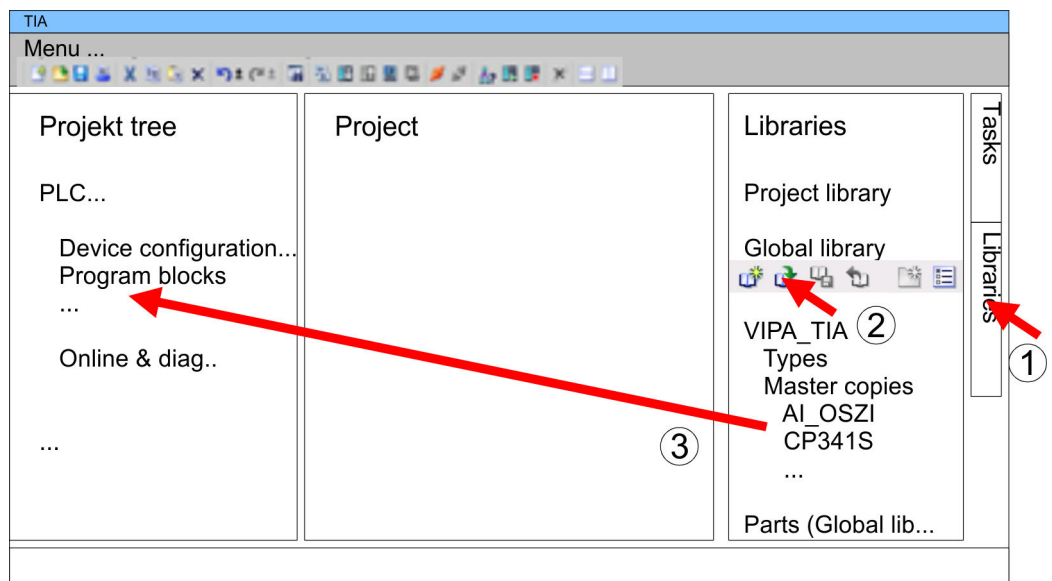 TIA
Menu ...
Projekt tree
PLC...
Device configuration...
Program blocks
...
Online & diag..
...
Project
③
Libraries
Project library
Global library
②
VIPA_TIA
Types
Master copies
AI_OSZI
CP341S
...
Parts (Global lib...
Tasks
Libraries
①